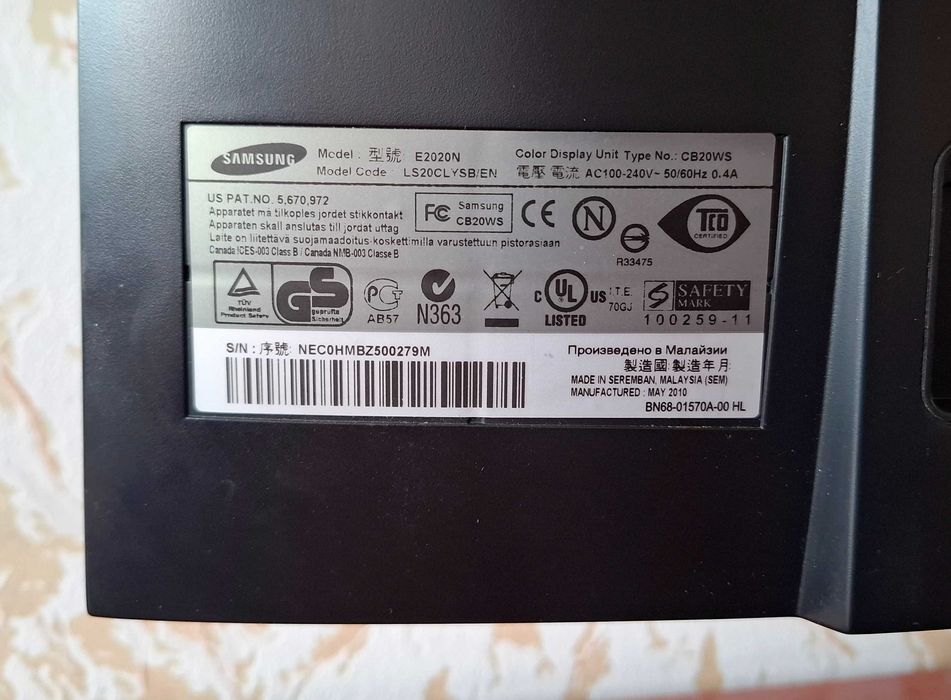 SAMSUNG
Model : 型號 E2020N
Color Display Unit Type No.: CB20WS
Model Code : LS20CLYSB/EN
電壓 電流 AC100-240V~ 50/60Hz 0.4A
US PAT.NO. 5,670,972
Apparatet må tilkoples jordet stikkontakt
Apparaten skall anslutas till jordat uttag
Laite on liitettävä suojamaadoitus-koskettimilla varustettuun pistorasiaan
Canada ICES-003 Class B / Canada NMB-003 Classe B
FC Samsung
CB20WS
CE
N
R33475
TCO
CERTIFIED
TÜV
Rheinland
Product Safety
GS
geprüfte
Sicherheit
PCT
AB57
N363
C UL US
LISTED
I.T.E.
70GJ
S SAFETY
MARK
100259-11
S/N : 序號: NEC0HMBZ500279M
Произведено в Малайзии
製造國: 製造年月:
MADE IN SEREMBAN, MALAYSIA (SEM)
MANUFACTURED : MAY 2010
BN68-01570A-00 HL